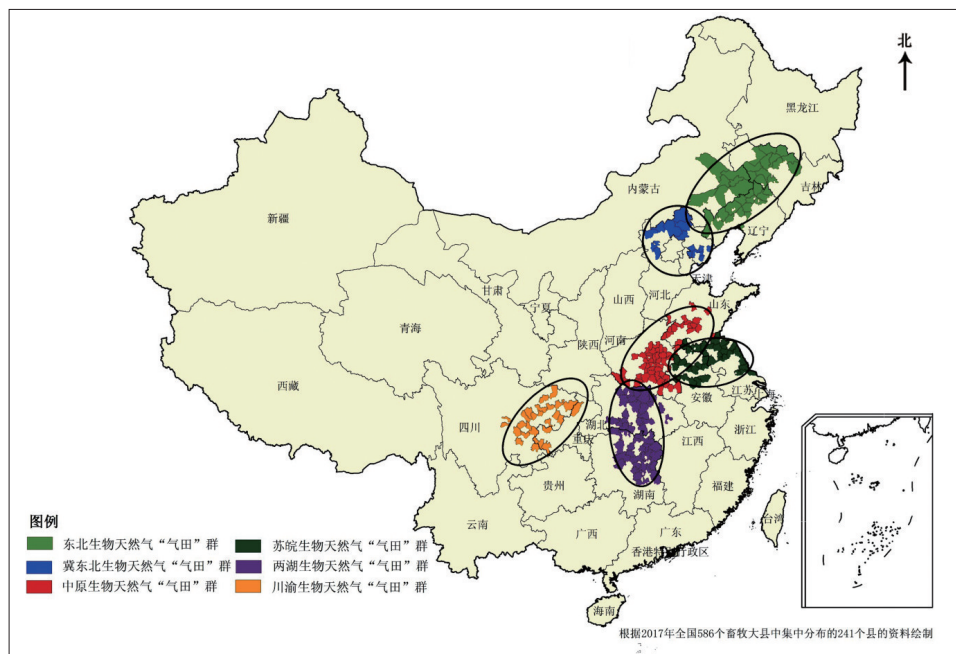 北
黑龙江
吉林
内蒙古
辽宁
新疆
天津
河北
山西
山东
甘肃
宁夏
青海
陕西
河南
西藏
江苏
上海
安徽
四川
湖北
重庆
浙江
江西
贵州
湖南
福建
云南
广西
广东
台湾
香港特别行政区
海南
图例
东北生物天然气“气田”群 苏皖生物天然气“气田”群
冀东北生物天然气“气田”群 两湖生物天然气“气田”群
中原生物天然气“气田”群 川渝生物天然气“气田”群
根据2017年全国586个畜牧大县中集中分布的241个县的资料绘制